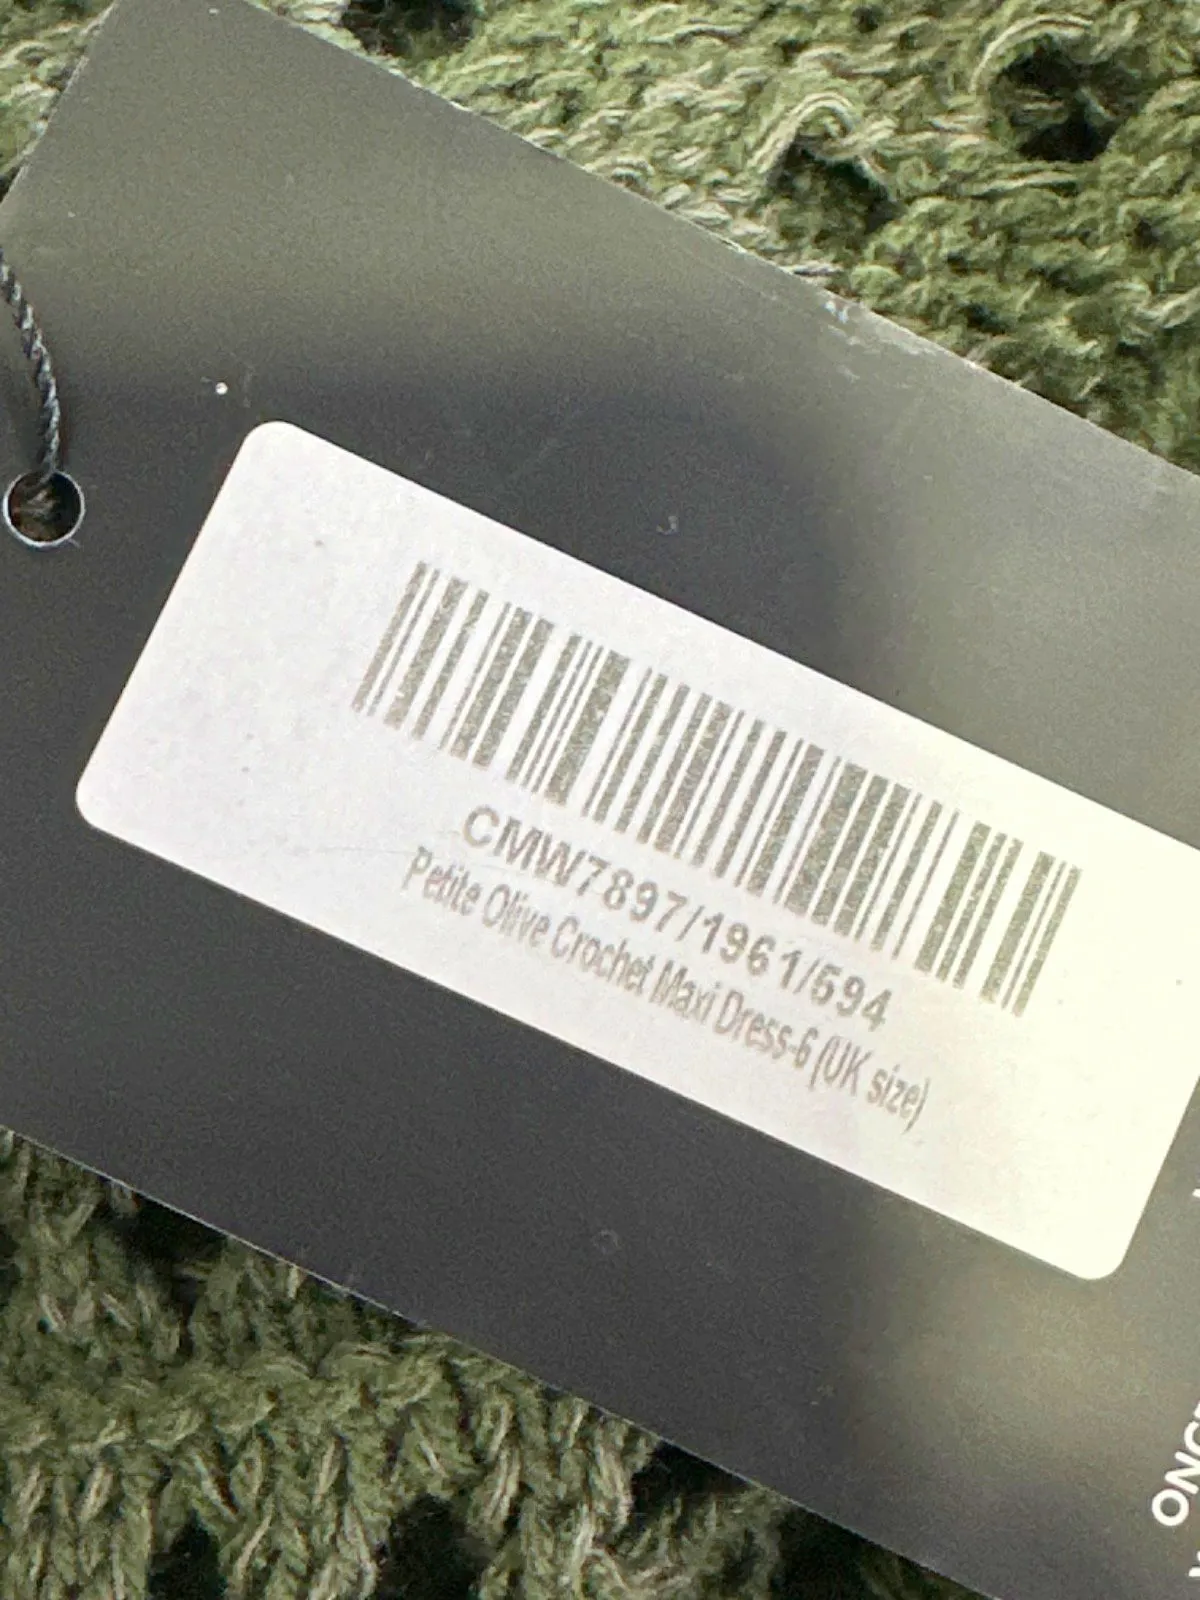 CMW7897/1961/594
Petite Olive Crochet Maxi Dress-6 (UK size)